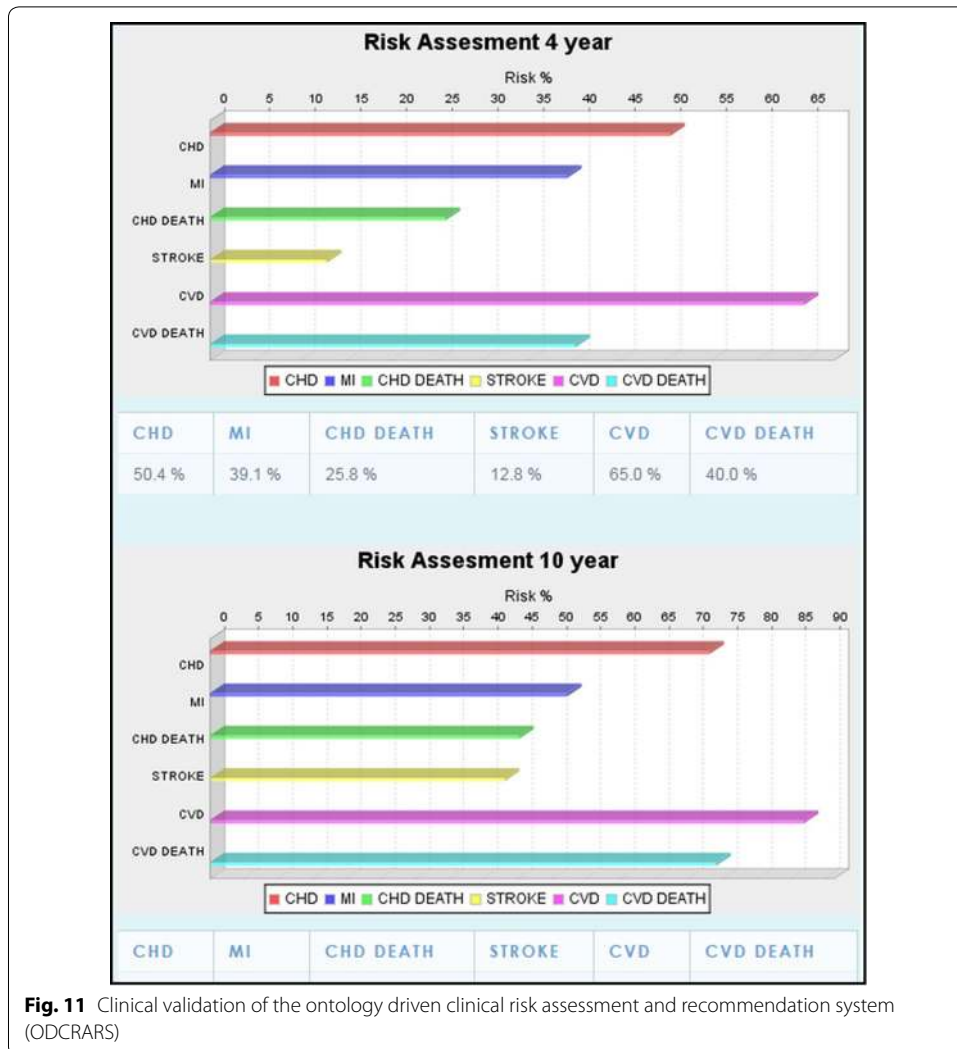 Risk Assesment 4 year
Risk %
0 5 10 15 20 25 30 35 40 45 50 55 60 65
CHD
MI
CHD DEATH
STROKE
CVD
CVD DEATH
CHD MI CHD DEATH STROKE CVD CVD DEATH
CHD MI CHD DEATH STROKE CVD CVD DEATH
50.4 % 39.1 % 25.8 % 12.8 % 65.0 % 40.0 %
Risk Assesment 10 year
Risk %
0 5 10 15 20 25 30 35 40 45 50 55 60 65 70 75 80 85 90
CHD
MI
CHD DEATH
STROKE
CVD
CVD DEATH
CHD MI CHD DEATH STROKE CVD CVD DEATH
CHD MI CHD DEATH STROKE CVD CVD DEATH
Fig. 11 Clinical validation of the ontology driven clinical risk assessment and recommendation system
(ODCRARS)